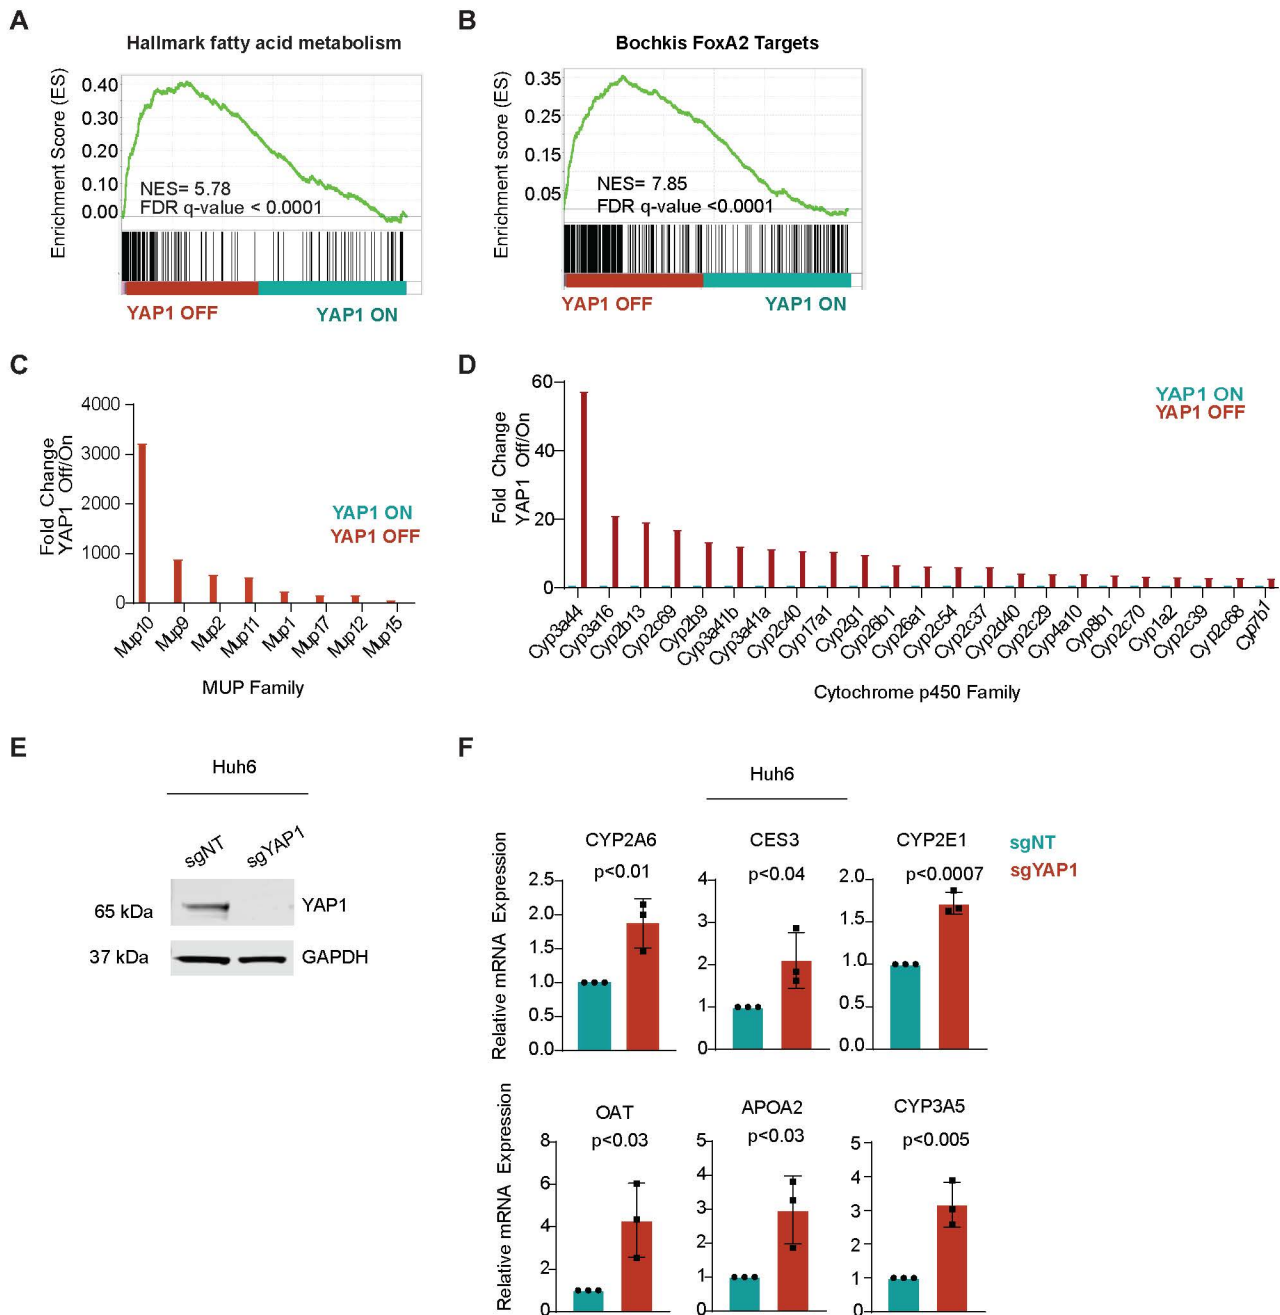 A
Hallmark fatty acid metabolism
Enrichment Score (ES)
0.40
0.30
0.20
0.10
0.00
NES= 5.78
FDR q-value < 0.0001
YAP1 OFF
YAP1 ON
B
Bochkis FoxA2 Targets
Enrichment score (ES)
0.35
0.25
0.15
0.05
NES= 7.85
FDR q-value <0.0001
YAP1 OFF
YAP1 ON
C
Fold Change
YAP1 Off/On
4000
3000
2000
1000
0
YAP1 ON
YAP1 OFF
Mup10
Mup9
Mup2
Mup11
Mup1
Mup17
Mup12
Mup15
MUP Family
D
Fold Change
YAP1 Off/On
60
40
20
0
YAP1 ON
YAP1 OFF
Cyp3a44
Cyp3a16
Cyp2b13
Cyp2c69
Cyp2b9
Cyp3a41b
Cyp3a41a
Cyp2c40
Cyp17a1
Cyp2g1
Cyp26b1
Cyp26a1
Cyp2c54
Cyp2c37
Cyp2d40
Cyp2c29
Cyp4a10
Cyp8b1
Cyp2c70
Cyp1a2
Cyp2c39
Cyp2c68
Cyp7b1
Cytochrome p450 Family
E
Huh6
sgNT
sgYAP1
65 kDa
YAP1
37 kDa
GAPDH
F
Huh6
sgNT
sgYAP1
Relative mRNA Expression
CYP2A6
p<0.01
2.5
2.0
1.5
1.0
0.5
0.0
CES3
p<0.04
4
3
2
1
0
CYP2E1
p<0.0007
2.0
1.5
1.0
0.5
0.0
Relative mRNA Expression
OAT
p<0.03
8
6
4
2
0
APOA2
p<0.03
5
4
3
2
1
0
CYP3A5
p<0.005
5
4
3
2
1
0